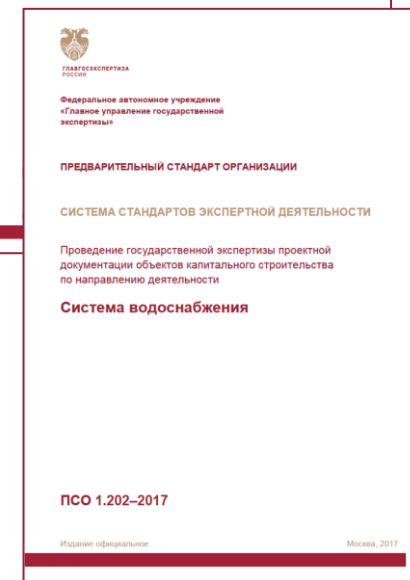 ГЛАВГОСЭКСПЕРТИЗА
РОССИИ
Федеральное автономное учреждение
«Главное управление государственной
экспертизы»
ПРЕДВАРИТЕЛЬНЫЙ СТАНДАРТ ОРГАНИЗАЦИИ
СИСТЕМА СТАНДАРТОВ ЭКСПЕРТНОЙ ДЕЯТЕЛЬНОСТИ
Проведение государственной экспертизы проектной
документации объектов капитального строительства
по направлению деятельности
Система водоснабжения
ПСО 1.202–2017
Издание официальное
Москва, 2017